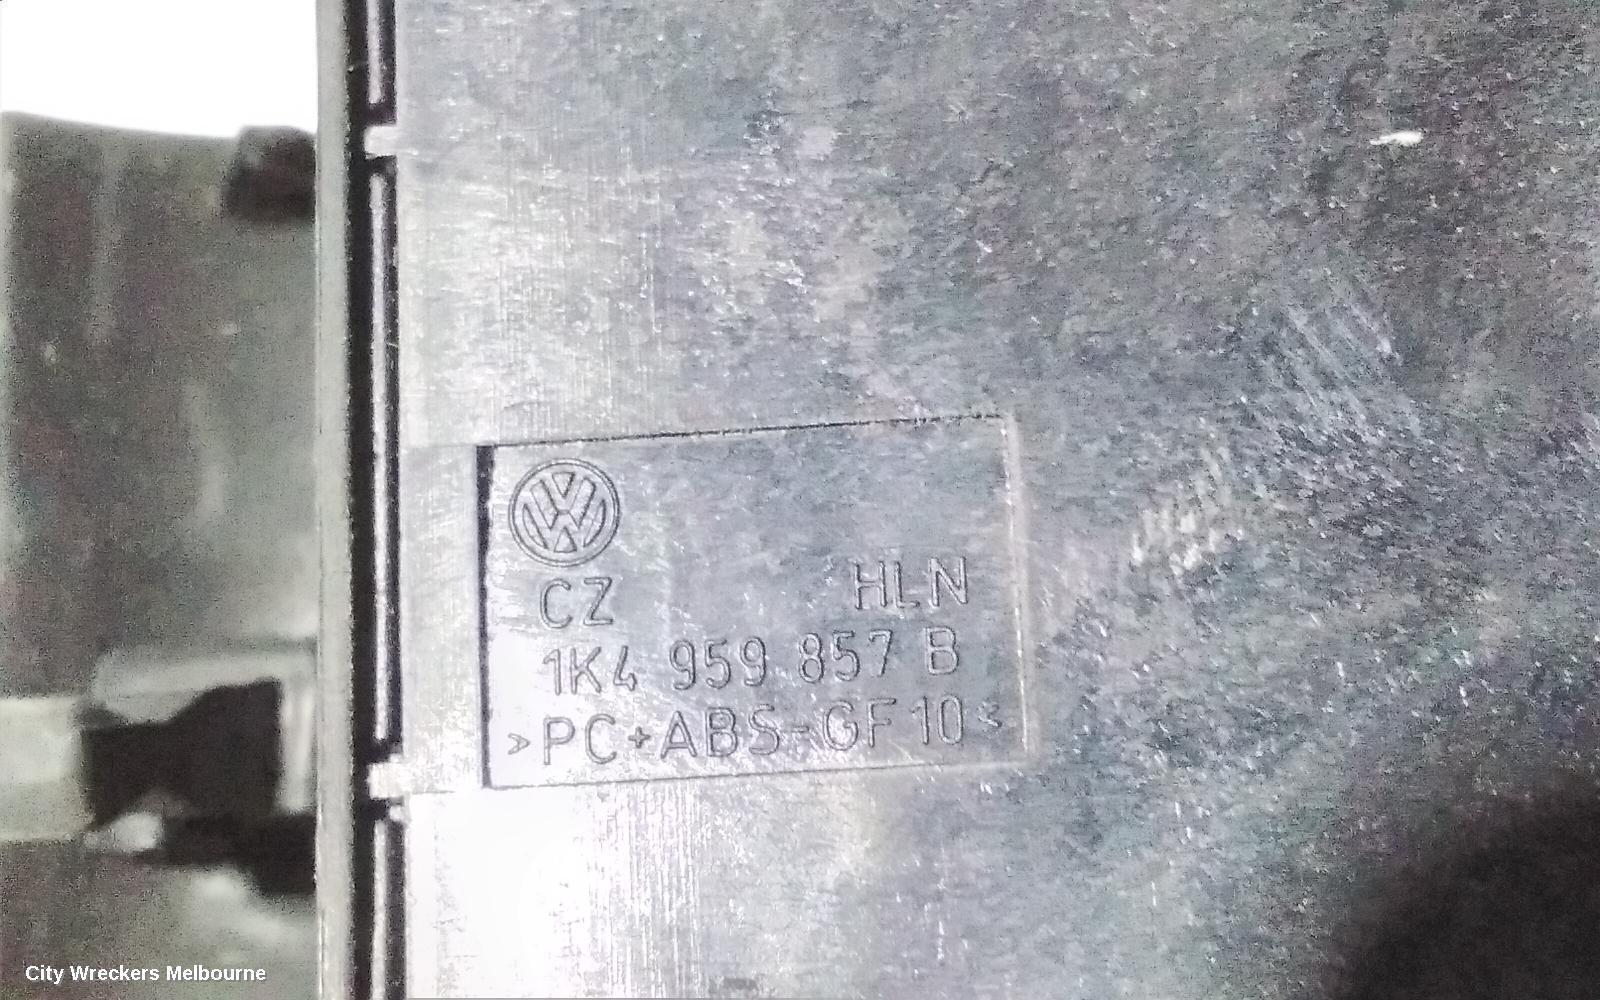 CZ HLN
1K4 959 857 B
>PC+ABS-GF10<
City Wreckers Melbourne